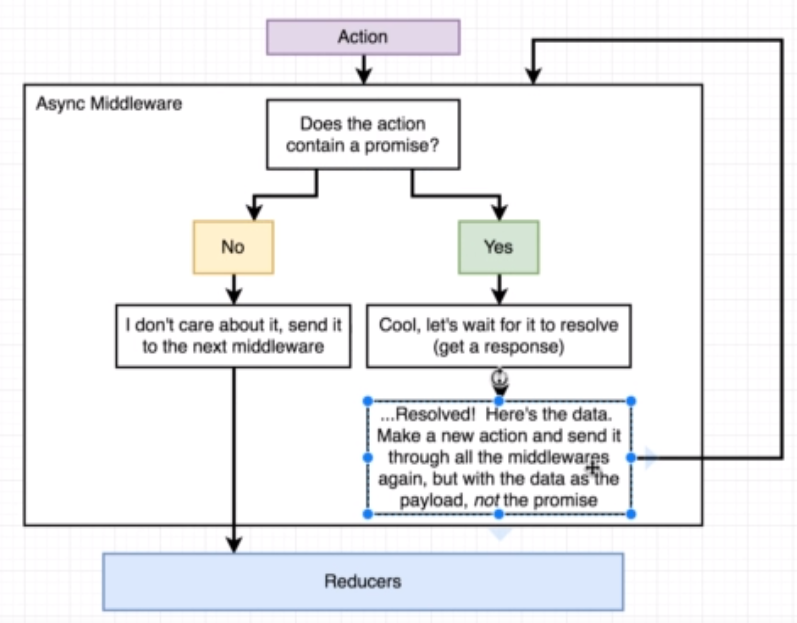 Action
Async Middleware
Does the action
contain a promise?
No
Yes
I don't care about it, send it
to the next middleware
Cool, let's wait for it to resolve
(get a response)
...Resolved! Here's the data.
Make a new action and send it
through all the middlewares
again, but with the data as the
payload, not the promise
Reducers